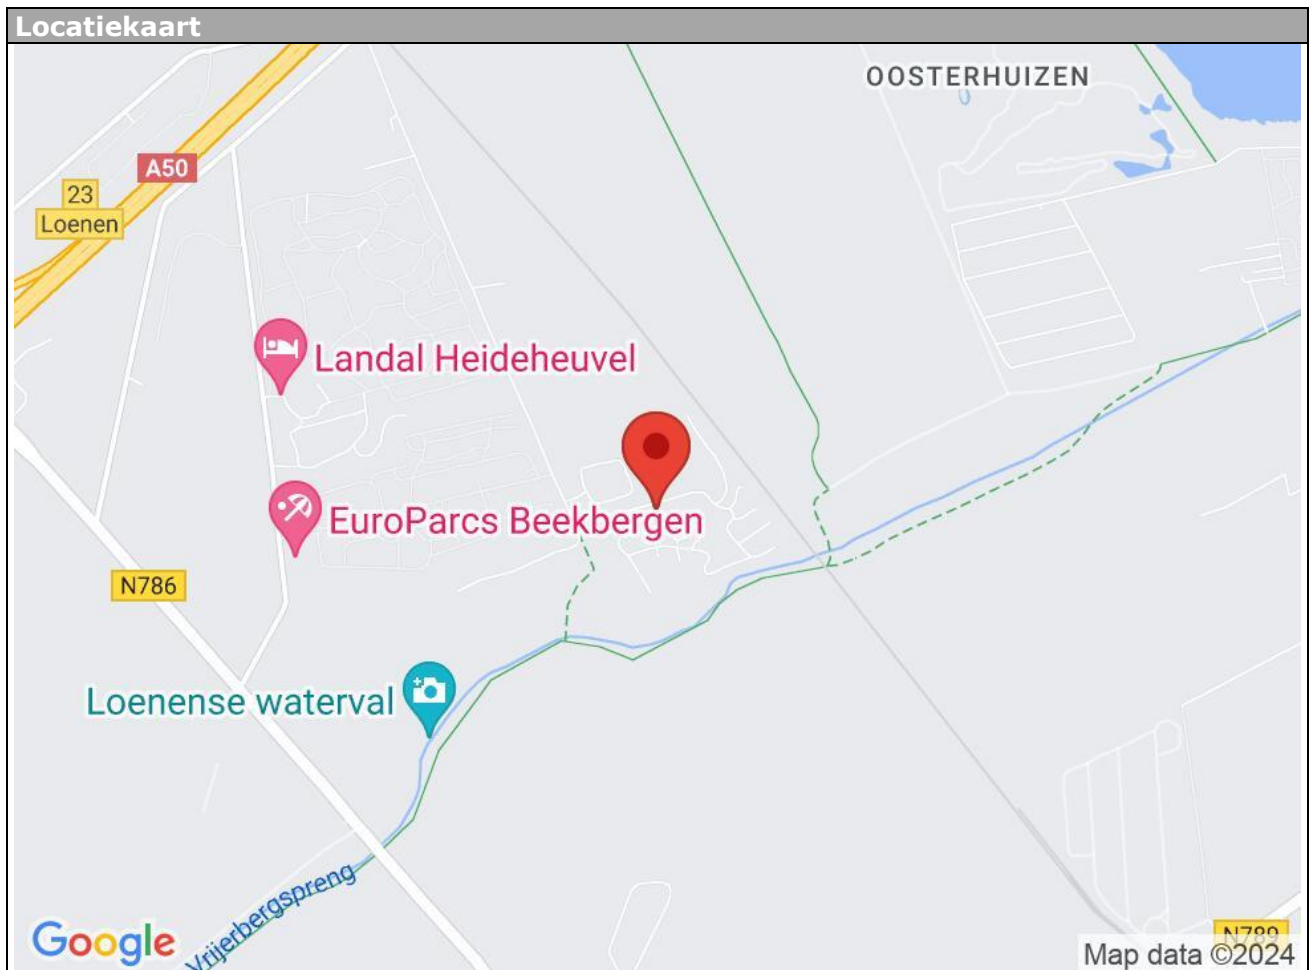 Locatiekaart
OOSTERHUIZEN
A50
23
Loenen
Landal Heideheuvel
EuroParcs Beekbergen
N786
Loenense waterval
Vrijerbergspreng
Google
N789
Map data ©2024